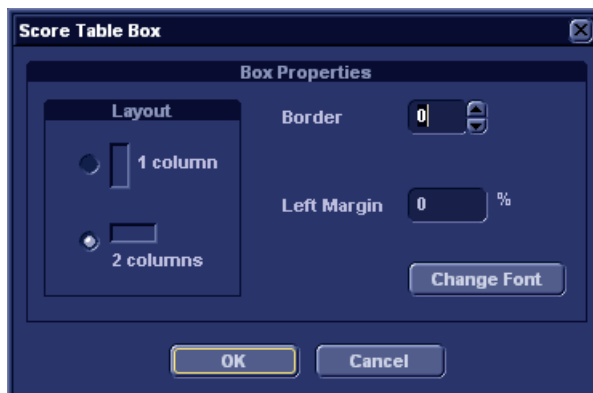 Score Table Box
Box Properties
Layout
1 column
2 columns
Border 0
Left Margin 0 %
Change Font
OK Cancel